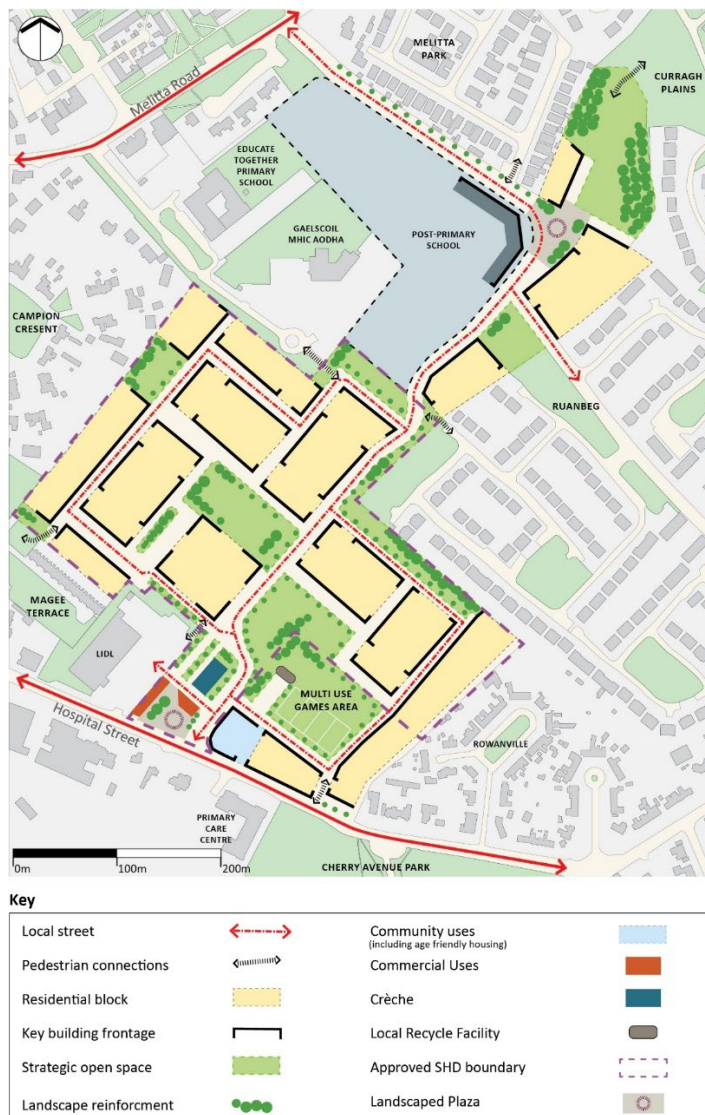 MELITTA
PARK
CURRAGH
PLAINS
Melitta Road
EDUCATE
TOGETHER
PRIMARY
SCHOOL
GAELSCOIL
MHIC AODHA
POST-PRIMARY
SCHOOL
CAMPION
CRESENT
RUANBEG
MAGEE
TERRACE
LIDL
MULTI USE
GAMES AREA
Hospital Street
ROWANVILLE
PRIMARY
CARE
CENTRE
0m
100m
200m
CHERRY AVENUE PARK
Key
Local street
Pedestrian connections
Residential block
Key building frontage
Strategic open space
Landscape reinforcment
Community uses
(including age friendly housing)
Commercial Uses
Crèche
Local Recycle Facility
Approved SHD boundary
Landscaped Plaza